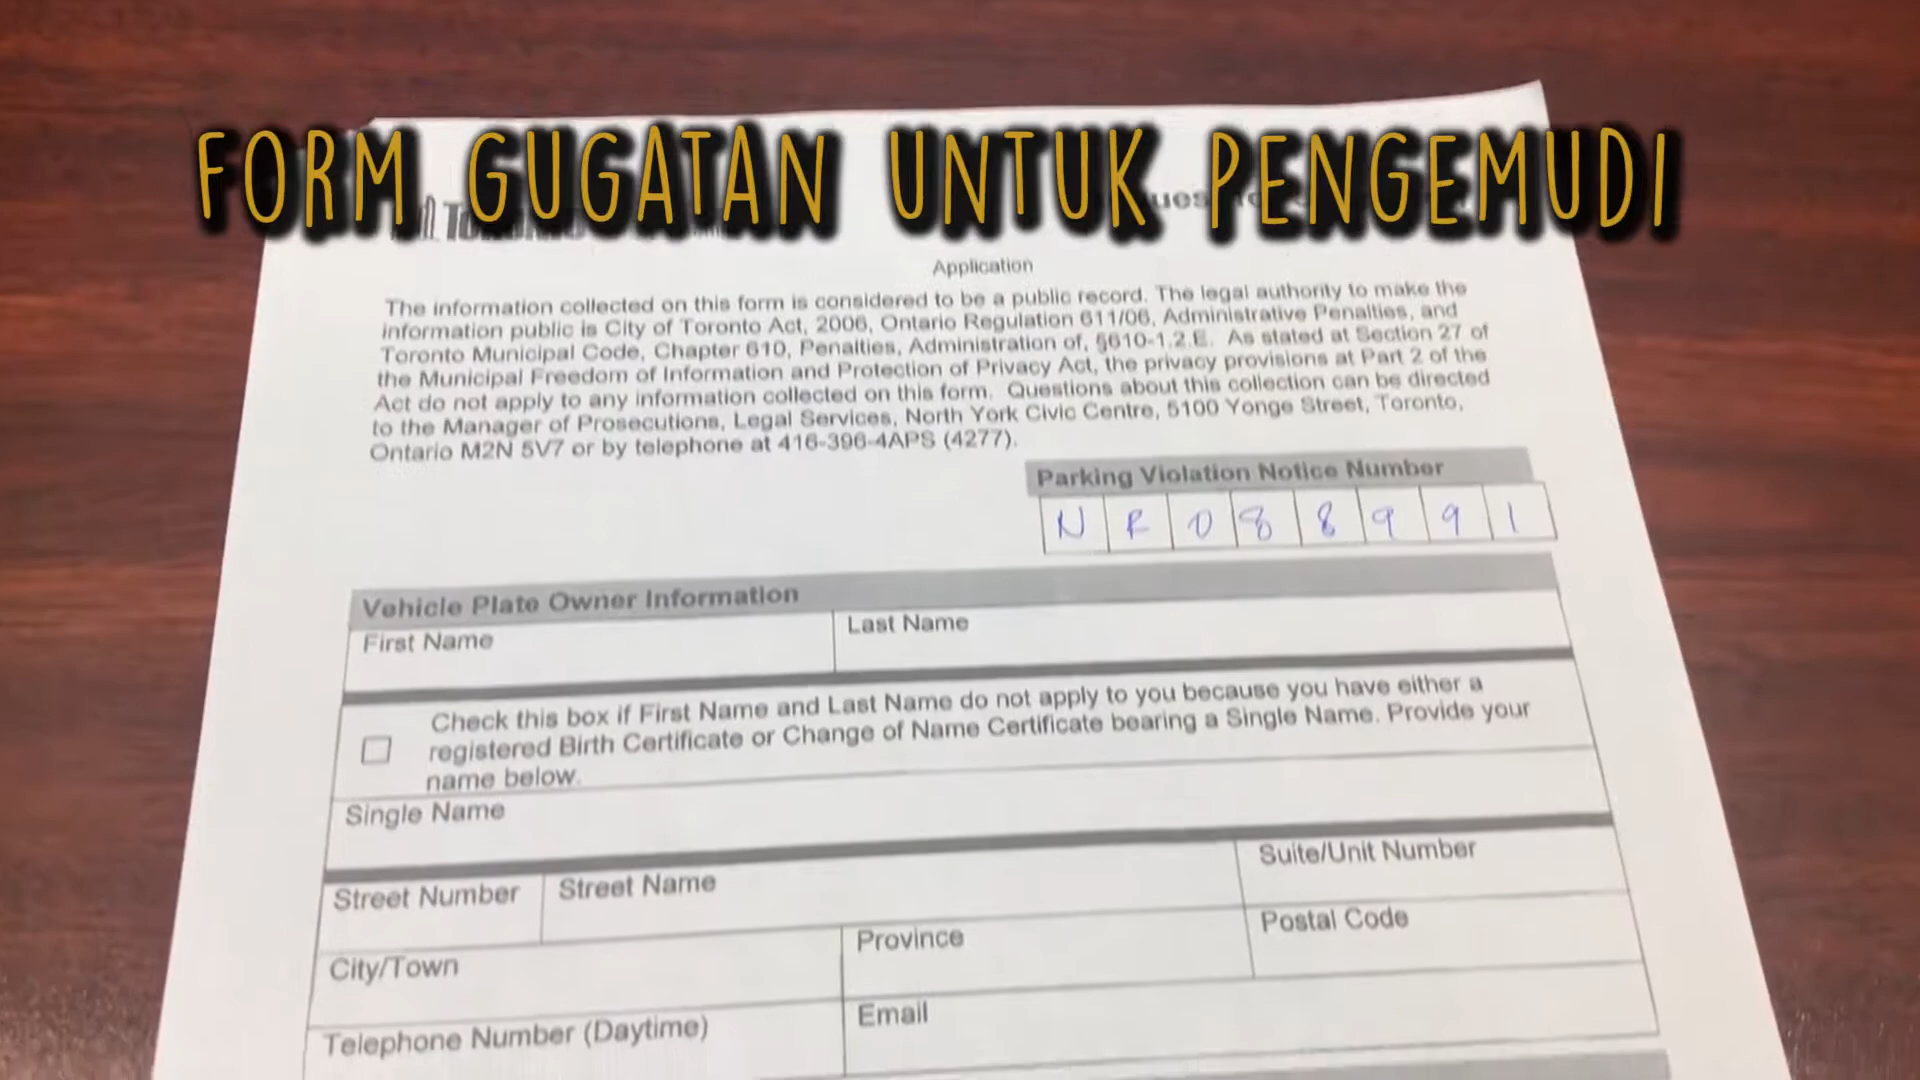 FORM GUGATAN UNTUK PENGEMUDI
Application
The information collected on this form is considered to be a public record. The legal authority to make the
information public is City of Toronto Act, 2006, Ontario Regulation 611/06, Administrative Penalties, and
Toronto Municipal Code, Chapter 610, Penalties, Administration of, §610-1.2.E. As stated at Section 27 of
the Municipal Freedom of Information and Protection of Privacy Act, the privacy provisions at Part 2 of the
Act do not apply to any information collected on this form. Questions about this collection can be directed
to the Manager of Prosecutions, Legal Services, North York Civic Centre, 5100 Yonge Street, Toronto,
Ontario M2N 5V7 or by telephone at 416-396-4APS (4277).
Parking Violation Notice Number
N R 0 8 8 9 9 1
Vehicle Plate Owner Information
First Name Last Name
Check this box if First Name and Last Name do not apply to you because you have either a
registered Birth Certificate or Change of Name Certificate bearing a Single Name. Provide your
name below.
Single Name
Street Number Street Name Suite/Unit Number
City/Town Province Postal Code
Telephone Number (Daytime) Email